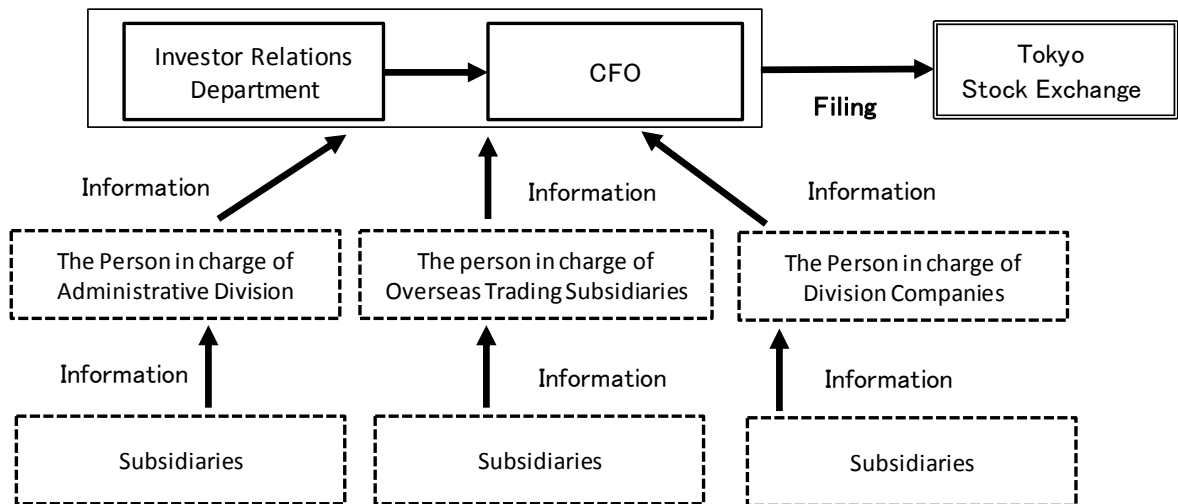 Investor Relations
Department
CFO
Tokyo
Stock Exchange
Filing
Information
Information
Information
The Person in charge of
Administrative Division
The person in charge of
Overseas Trading Subsidiaries
The Person in charge of
Division Companies
Information
Information
Information
Subsidiaries
Subsidiaries
Subsidiaries